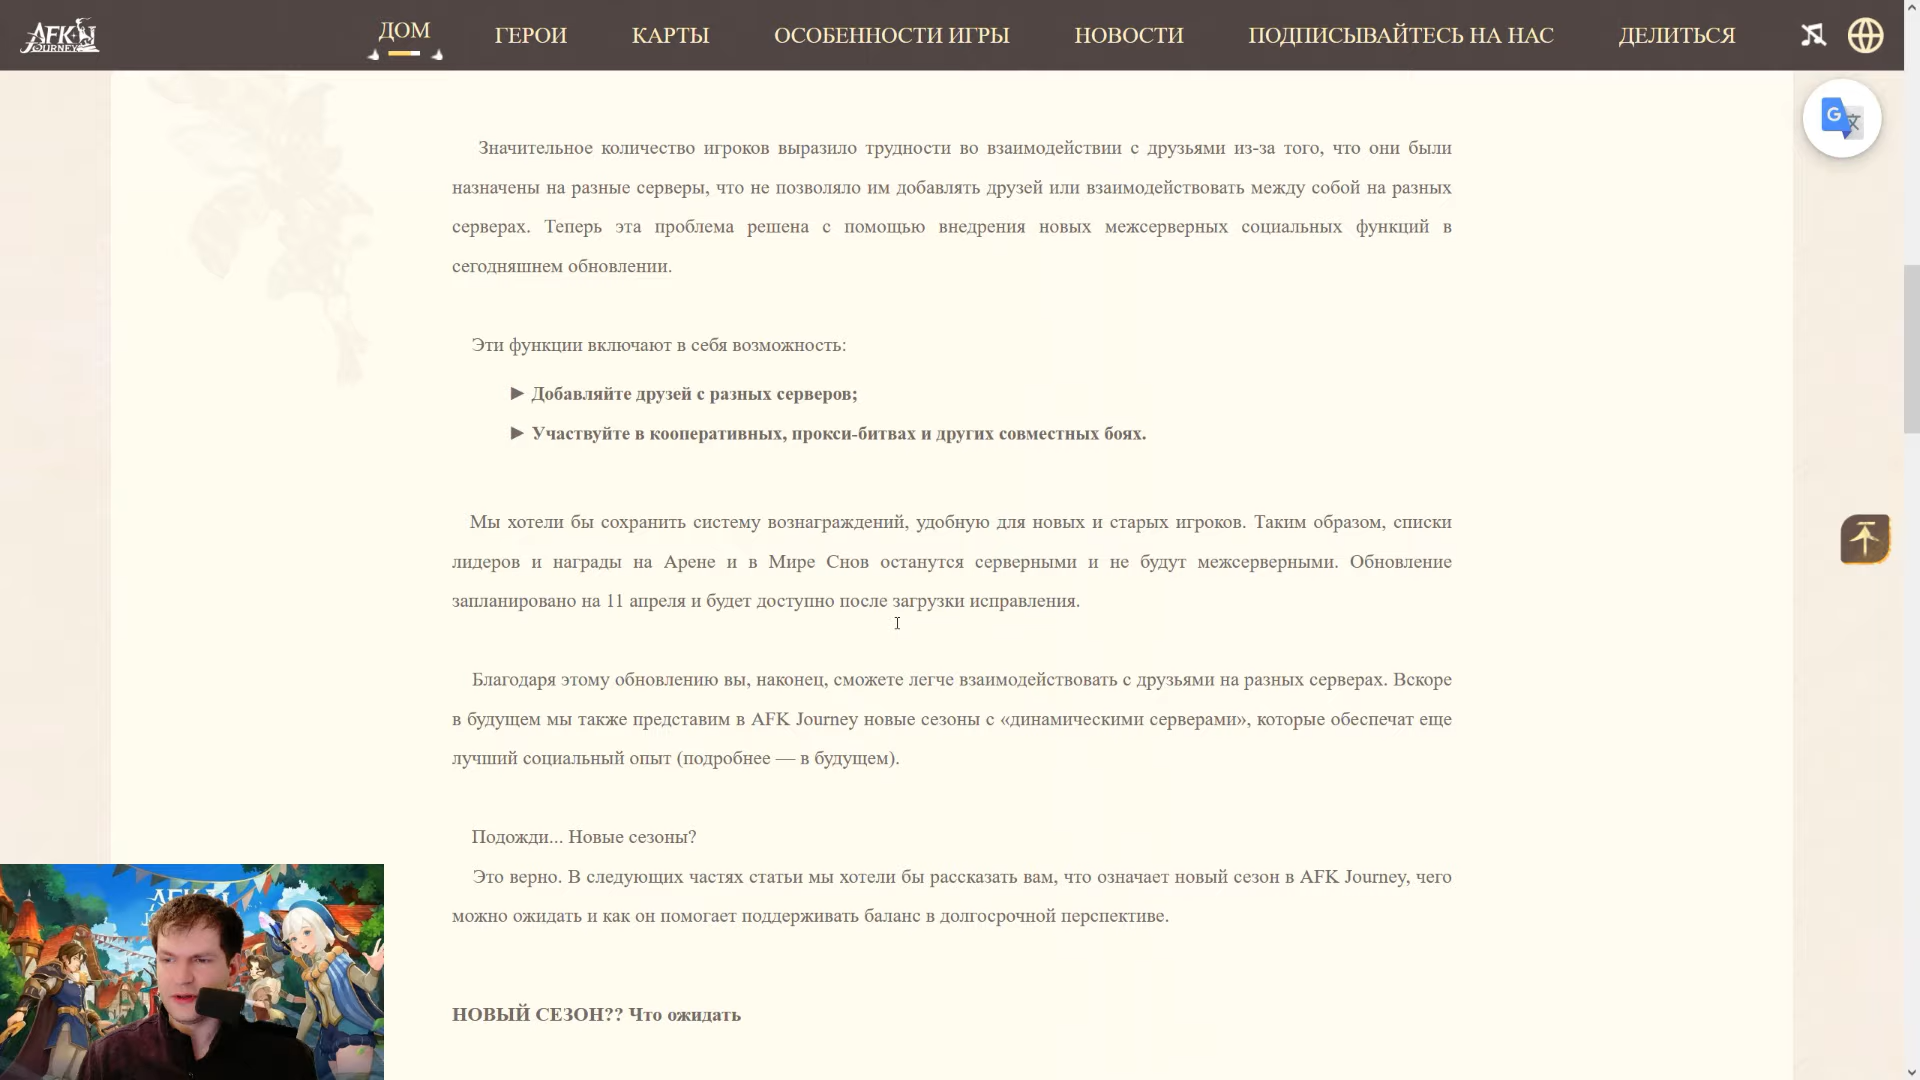 AFK JOURNEY
ДОМ
ГЕРОИ
КАРТЫ
ОСОБЕННОСТИ ИГРЫ
НОВОСТИ
ПОДПИСЫВАЙТЕСЬ НА НАС
ДЕЛИТЬСЯ
Значительное количество игроков выразило трудности во взаимодействии с друзьями из-за того, что они были
назначены на разные серверы, что не позволяло им добавлять друзей или взаимодействовать между собой на разных
серверах. Теперь эта проблема решена с помощью внедрения новых межсерверных социальных функций в
сегодняшнем обновлении.
Эти функции включают в себя возможность:
► Добавляйте друзей с разных серверов;
► Участвуйте в кооперативных, прокси-битвах и других совместных боях.
Мы хотели бы сохранить систему вознаграждений, удобную для новых и старых игроков. Таким образом, списки
лидеров и награды на Арене и в Мире Снов останутся серверными и не будут межсерверными. Обновление
запланировано на 11 апреля и будет доступно после загрузки исправления.
Благодаря этому обновлению вы, наконец, сможете легче взаимодействовать с друзьями на разных серверах. Вскоре
в будущем мы также представим в AFK Journey новые сезоны с «динамическими серверами», которые обеспечат еще
лучший социальный опыт (подробнее — в будущем).
Подожди... Новые сезоны?
Это верно. В следующих частях статьи мы хотели бы рассказать вам, что означает новый сезон в AFK Journey, чего
можно ожидать и как он помогает поддерживать баланс в долгосрочной перспективе.
НОВЫЙ СЕЗОН?? Что ожидать